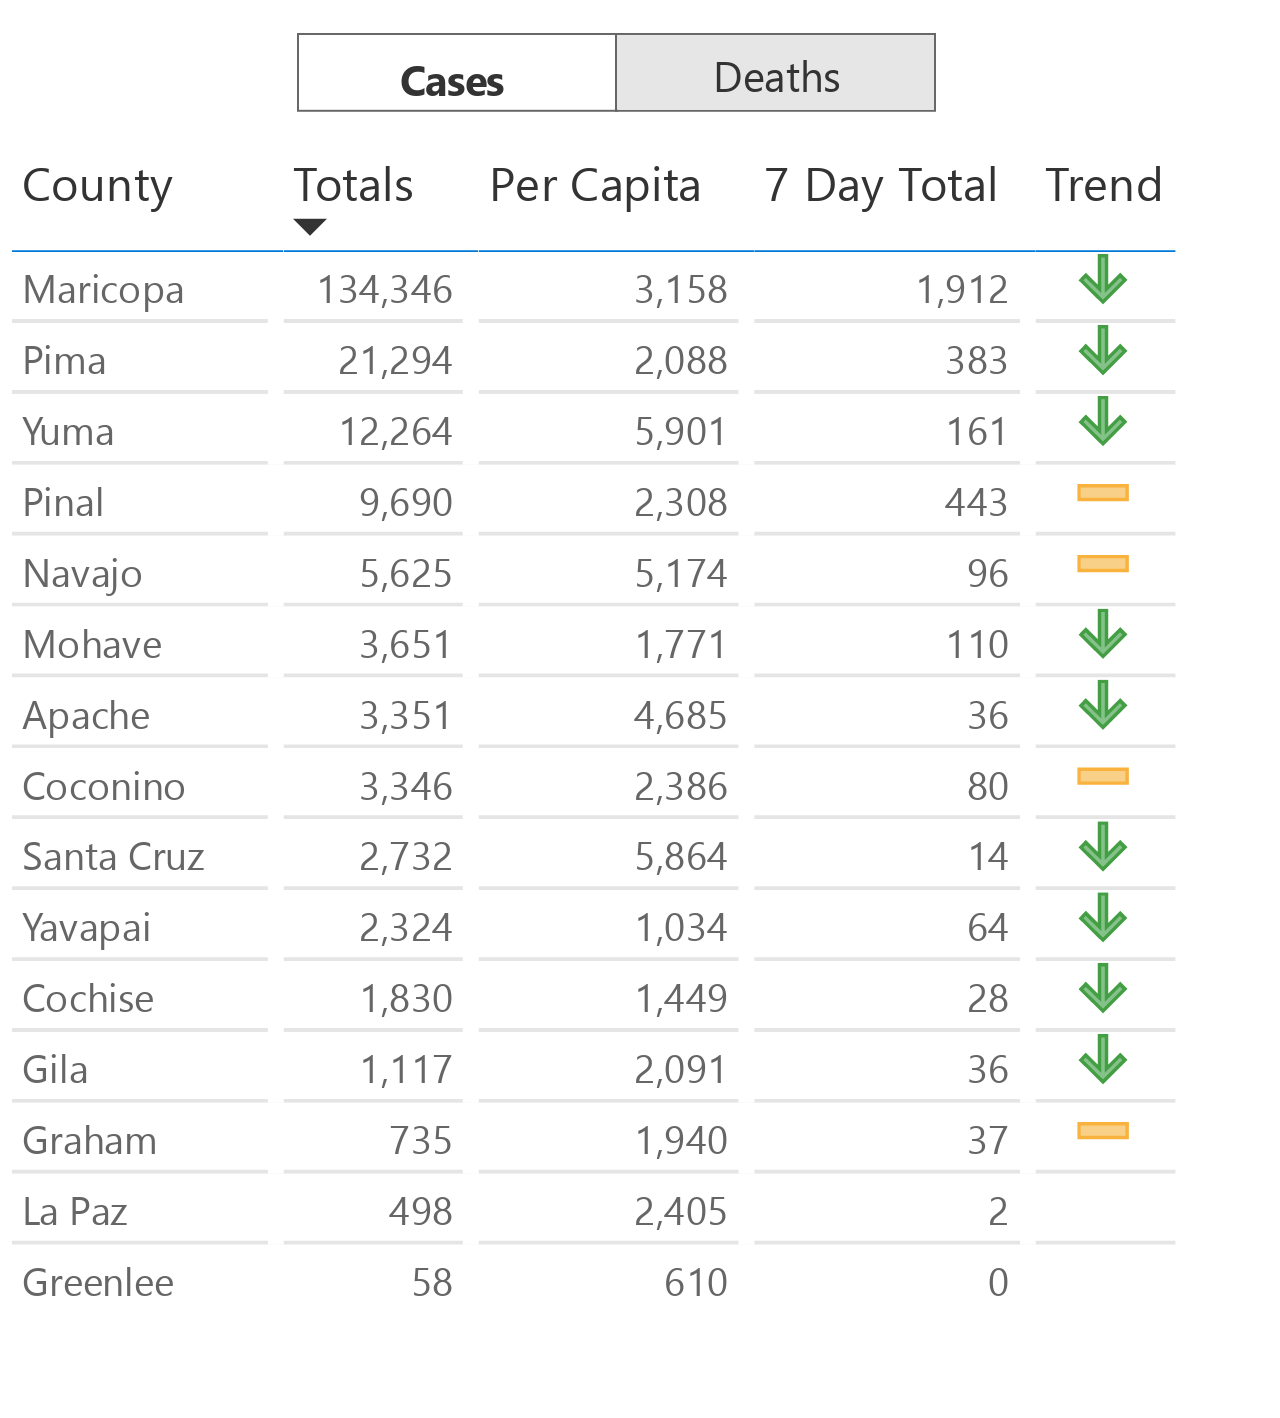 Cases Deaths
County Totals Per Capita 7 Day Total Trend
Maricopa 134,346 3,158 1,912
Pima 21,294 2,088 383
Yuma 12,264 5,901 161
Pinal 9,690 2,308 443
Navajo 5,625 5,174 96
Mohave 3,651 1,771 110
Apache 3,351 4,685 36
Coconino 3,346 2,386 80
Santa Cruz 2,732 5,864 14
Yavapai 2,324 1,034 64
Cochise 1,830 1,449 28
Gila 1,117 2,091 36
Graham 735 1,940 37
La Paz 498 2,405 2
Greenlee 58 610 0